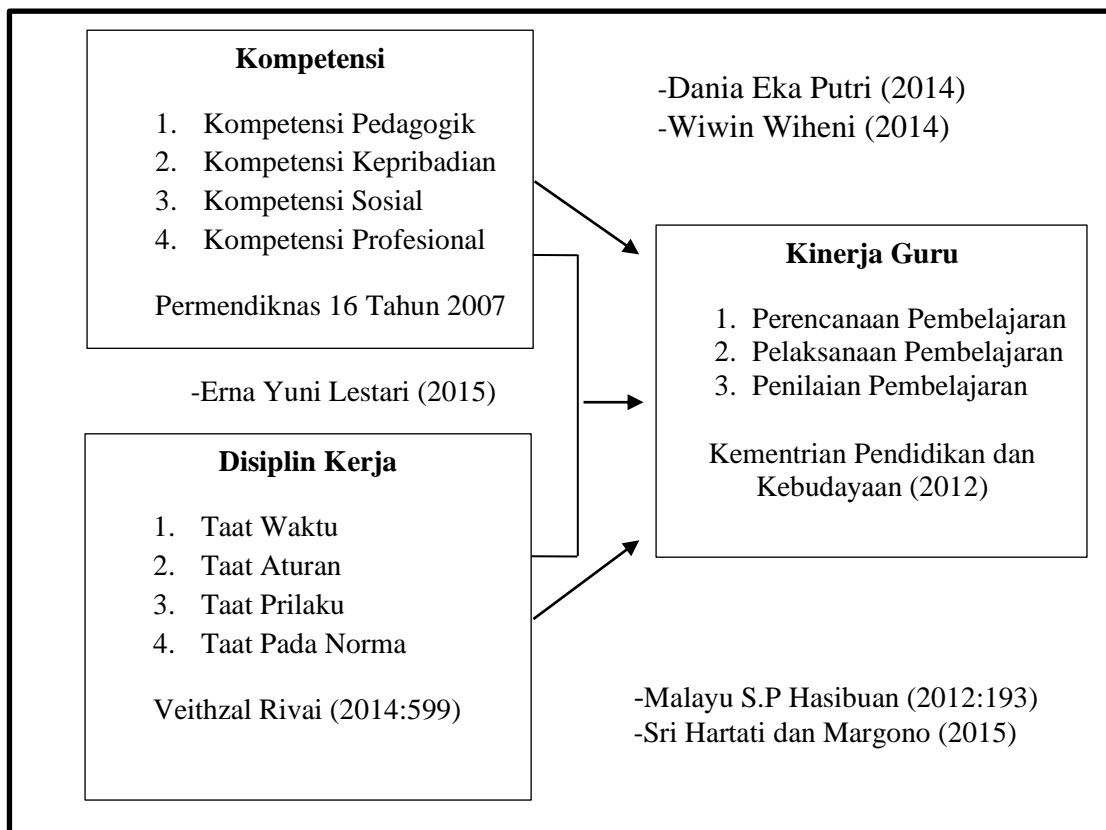 Kompetensi
1. Kompetensi Pedagogik
2. Kompetensi Kepribadian
3. Kompetensi Sosial
4. Kompetensi Profesional
Permendiknas 16 Tahun 2007
-Dania Eka Putri (2014)
-Wiwin Wiheni (2014)
-Erna Yuni Lestari (2015)
Kinerja Guru
1. Perencanaan Pembelajaran
2. Pelaksanaan Pembelajaran
3. Penilaian Pembelajaran
Kementrian Pendidikan dan
Kebudayaan (2012)
Disiplin Kerja
1. Taat Waktu
2. Taat Aturan
3. Taat Prilaku
4. Taat Pada Norma
Veithzal Rivai (2014:599)
-Malayu S.P Hasibuan (2012:193)
-Sri Hartati dan Margono (2015)